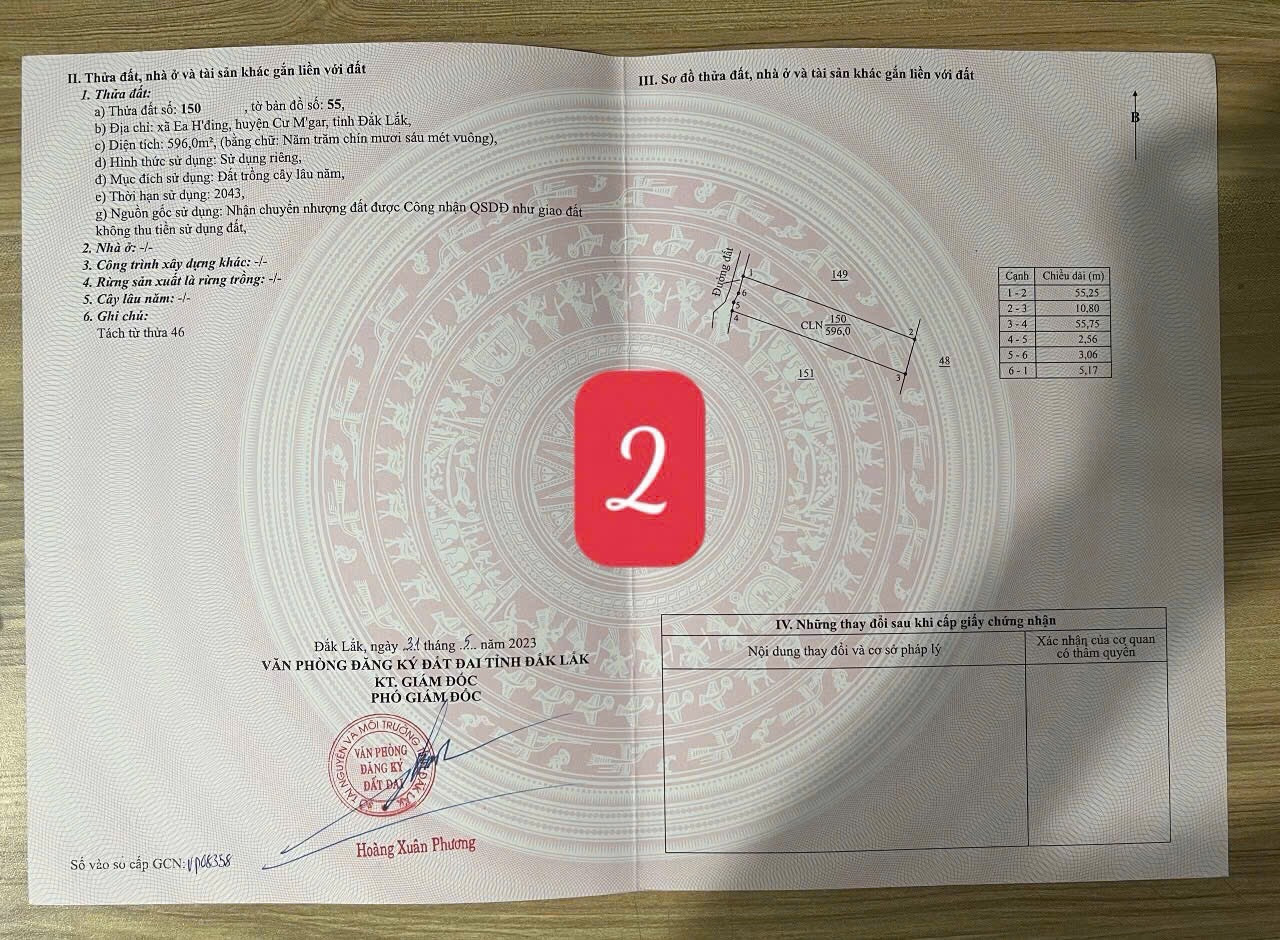 II. Thửa đất, nhà ở và tài sản khác gắn liền với đất
1. Thửa đất:
a) Thửa đất số: 150 , tờ bản đồ số: 55,
b) Địa chỉ: xã Ea H'đing, huyện Cư M'gar, tỉnh Đắk Lắk,
c) Diện tích: 596,0m², (bằng chữ: Năm trăm chín mươi sáu mét vuông),
d) Hình thức sử dụng: Sử dụng riêng,
đ) Mục đích sử dụng: Đất trồng cây lâu năm,
e) Thời hạn sử dụng: 2043,
g) Nguồn gốc sử dụng: Nhận chuyển nhượng đất được Công nhận QSDĐ như giao đất
không thu tiền sử dụng đất,
2. Nhà ở: -/-
3. Công trình xây dựng khác: -/-
4. Rừng sản xuất là rừng trồng: -/-
5. Cây lâu năm: -/-
6. Ghi chú:
Tách từ thửa 46
Đắk Lắk, ngày 31 tháng 5 năm 2023
VĂN PHÒNG ĐĂNG KÝ ĐẤT ĐAI TỈNH ĐẮK LẮK
KT. GIÁM ĐỐC
PHÓ GIÁM ĐỐC
SỞ TÀI NGUYÊN VÀ MÔI TRƯỜNG ĐẮK LẮK
VĂN PHÒNG
ĐĂNG KÝ
ĐẤT ĐAI
Hoàng Xuân Phương
Số vào sổ cấp GCN: VP08358
2
III. Sơ đồ thửa đất, nhà ở và tài sản khác gắn liền với đất
B
Đường đất
1
6
5
4
149
CLN 150
596,0
2
3
48
151
Cạnh Chiều dài (m)
1 - 2 55,25
2 - 3 10,80
3 - 4 55,75
4 - 5 2,56
5 - 6 3,06
6 - 1 5,17
IV. Những thay đổi sau khi cấp giấy chứng nhận
Nội dung thay đổi và cơ sở pháp lý
Xác nhận của cơ quan
có thẩm quyền